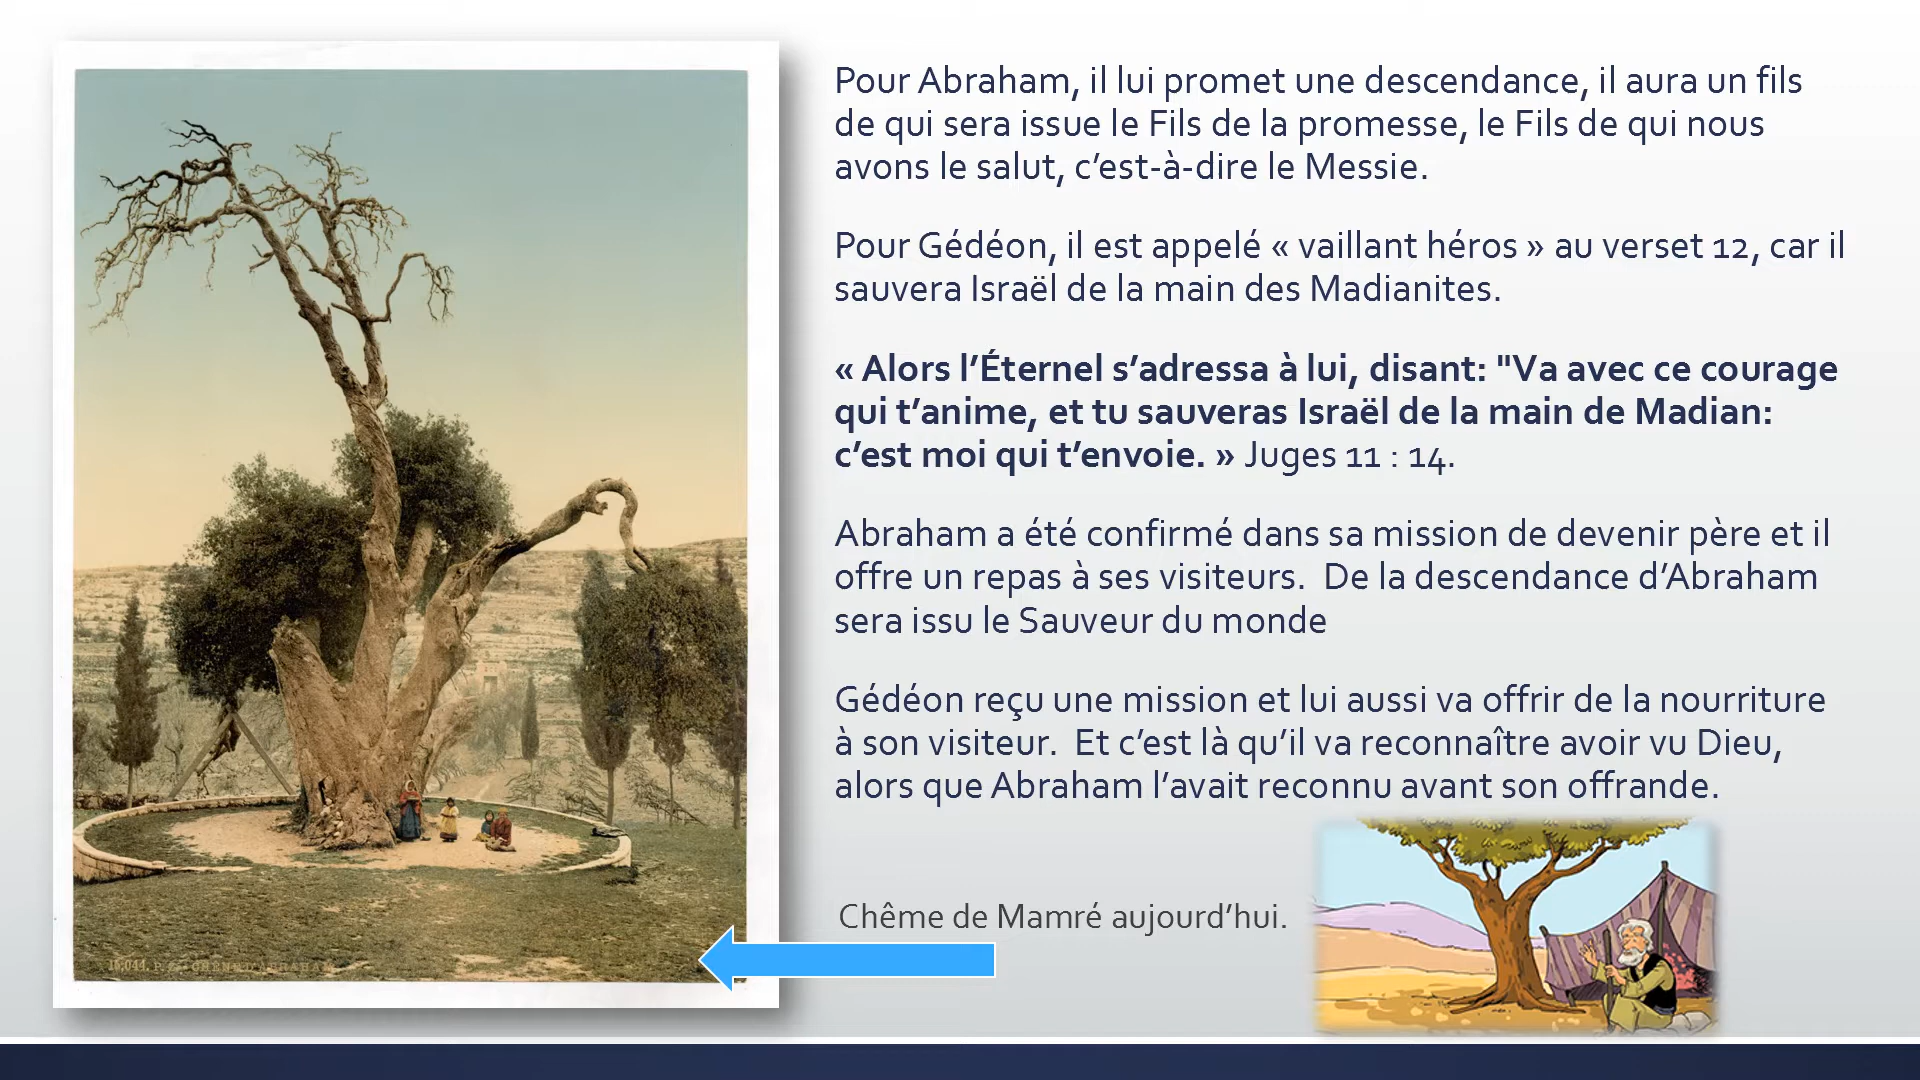 Pour Abraham, il lui promet une descendance, il aura un fils
de qui sera issue le Fils de la promesse, le Fils de qui nous
avons le salut, c’est-à-dire le Messie.
Pour Gédéon, il est appelé « vaillant héros » au verset 12, car il
sauvera Israël de la main des Madianites.
« Alors l’Éternel s’adressa à lui, disant: "Va avec ce courage
qui t’anime, et tu sauveras Israël de la main de Madian:
c’est moi qui t’envoie. » Juges 11 : 14.
Abraham a été confirmé dans sa mission de devenir père et il
offre un repas à ses visiteurs.  De la descendance d’Abraham
sera issu le Sauveur du monde
Gédéon reçu une mission et lui aussi va offrir de la nourriture
à son visiteur.  Et c’est là qu’il va reconnaître avoir vu Dieu,
alors que Abraham l’avait reconnu avant son offrande.
Chême de Mamré aujourd’hui.